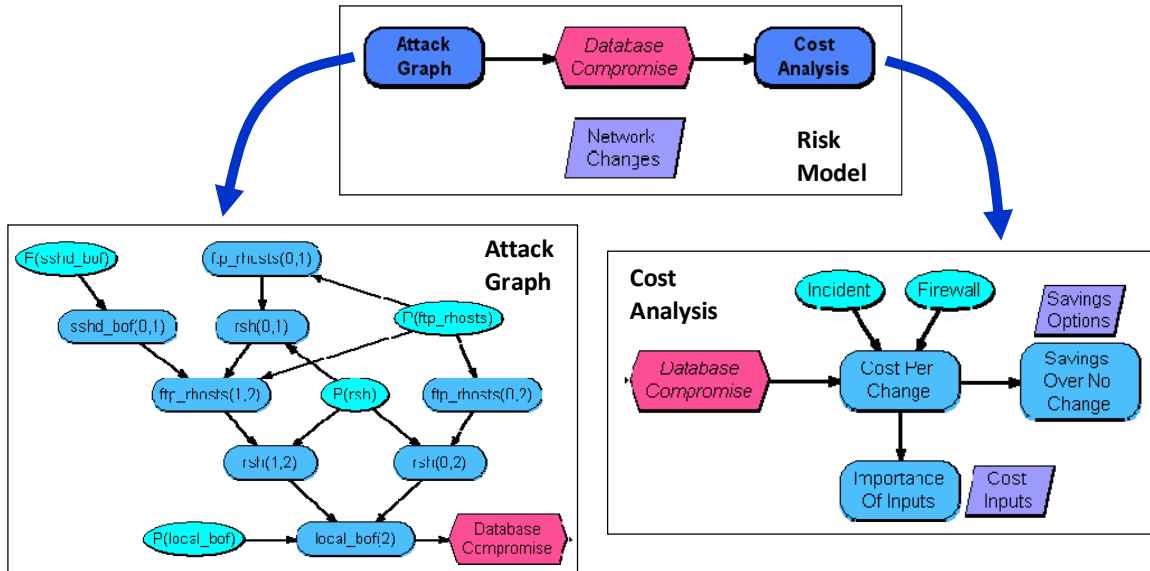 Attack
Graph
Database
Compromise
Cost
Analysis
Network
Changes
Risk
Model
Attack
Graph
P(sshd_bof)
ftp_rhosts(0,1)
sshd_bof(0,1)
rsh(0,1)
P(ftp_rhosts)
ftp_rhosts(1,2)
P(rsh)
ftp_rhosts(0,2)
rsh(1,2)
rsh(0,2)
P(local_bof)
local_bof(2)
Database
Compromise
Cost
Analysis
Incident
Firewall
Savings
Options
Database
Compromise
Cost Per
Change
Savings
Over No
Change
Importance
Of Inputs
Cost
Inputs